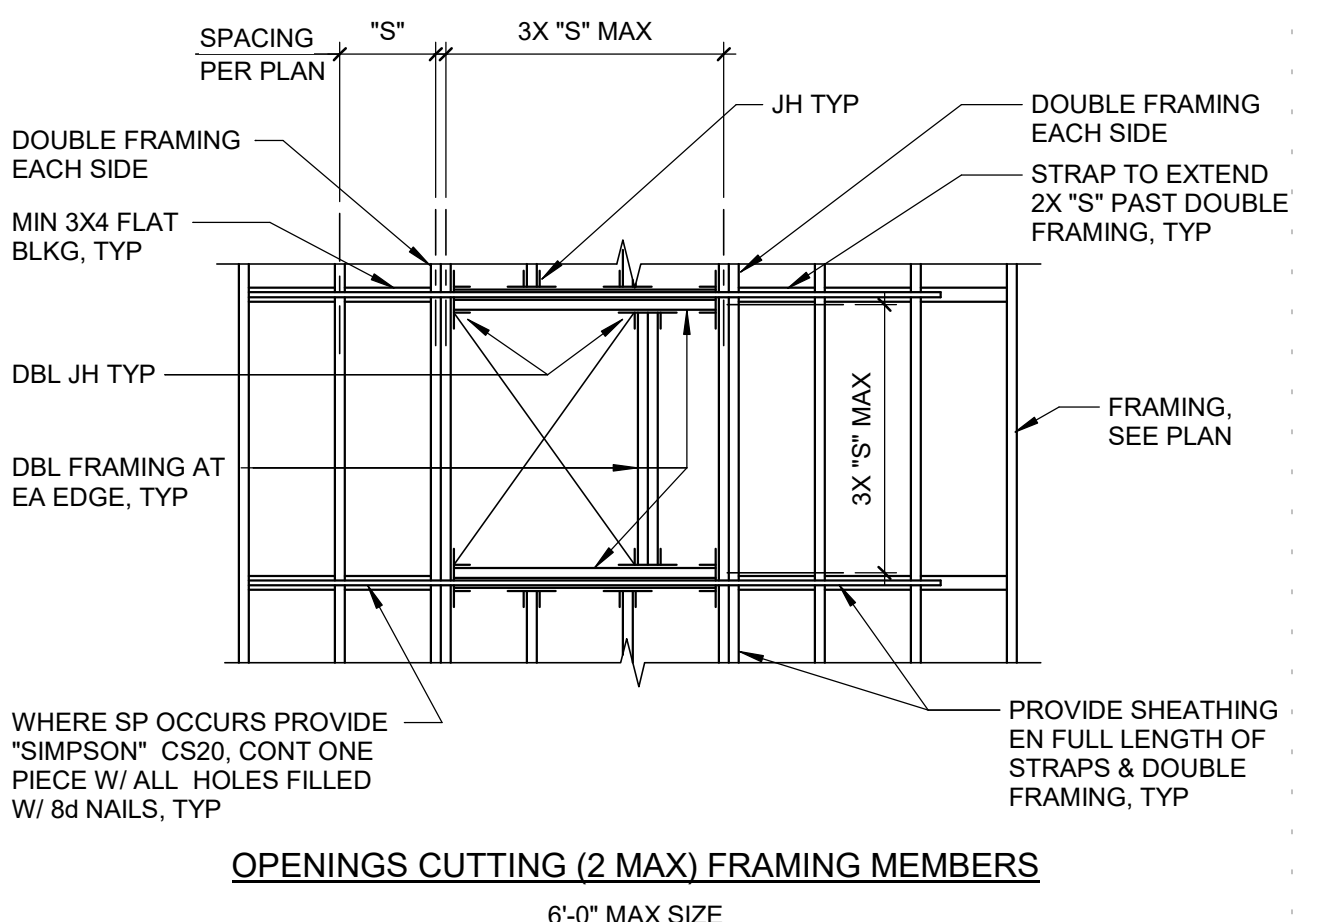 SPACING
PER PLAN
"S"
3X "S" MAX
JH TYP
DOUBLE FRAMING
EACH SIDE
DOUBLE FRAMING
EACH SIDE
STRAP TO EXTEND
2X "S" PAST DOUBLE
FRAMING, TYP
MIN 3X4 FLAT
BLKG, TYP
DBL JH TYP
3X "S" MAX
FRAMING,
SEE PLAN
DBL FRAMING AT
EA EDGE, TYP
WHERE SP OCCURS PROVIDE
"SIMPSON" CS20, CONT ONE
PIECE W/ ALL HOLES FILLED
W/ 8d NAILS, TYP
PROVIDE SHEATHING
EN FULL LENGTH OF
STRAPS & DOUBLE
FRAMING, TYP
OPENINGS CUTTING (2 MAX) FRAMING MEMBERS
6'-0" MAX SIZE